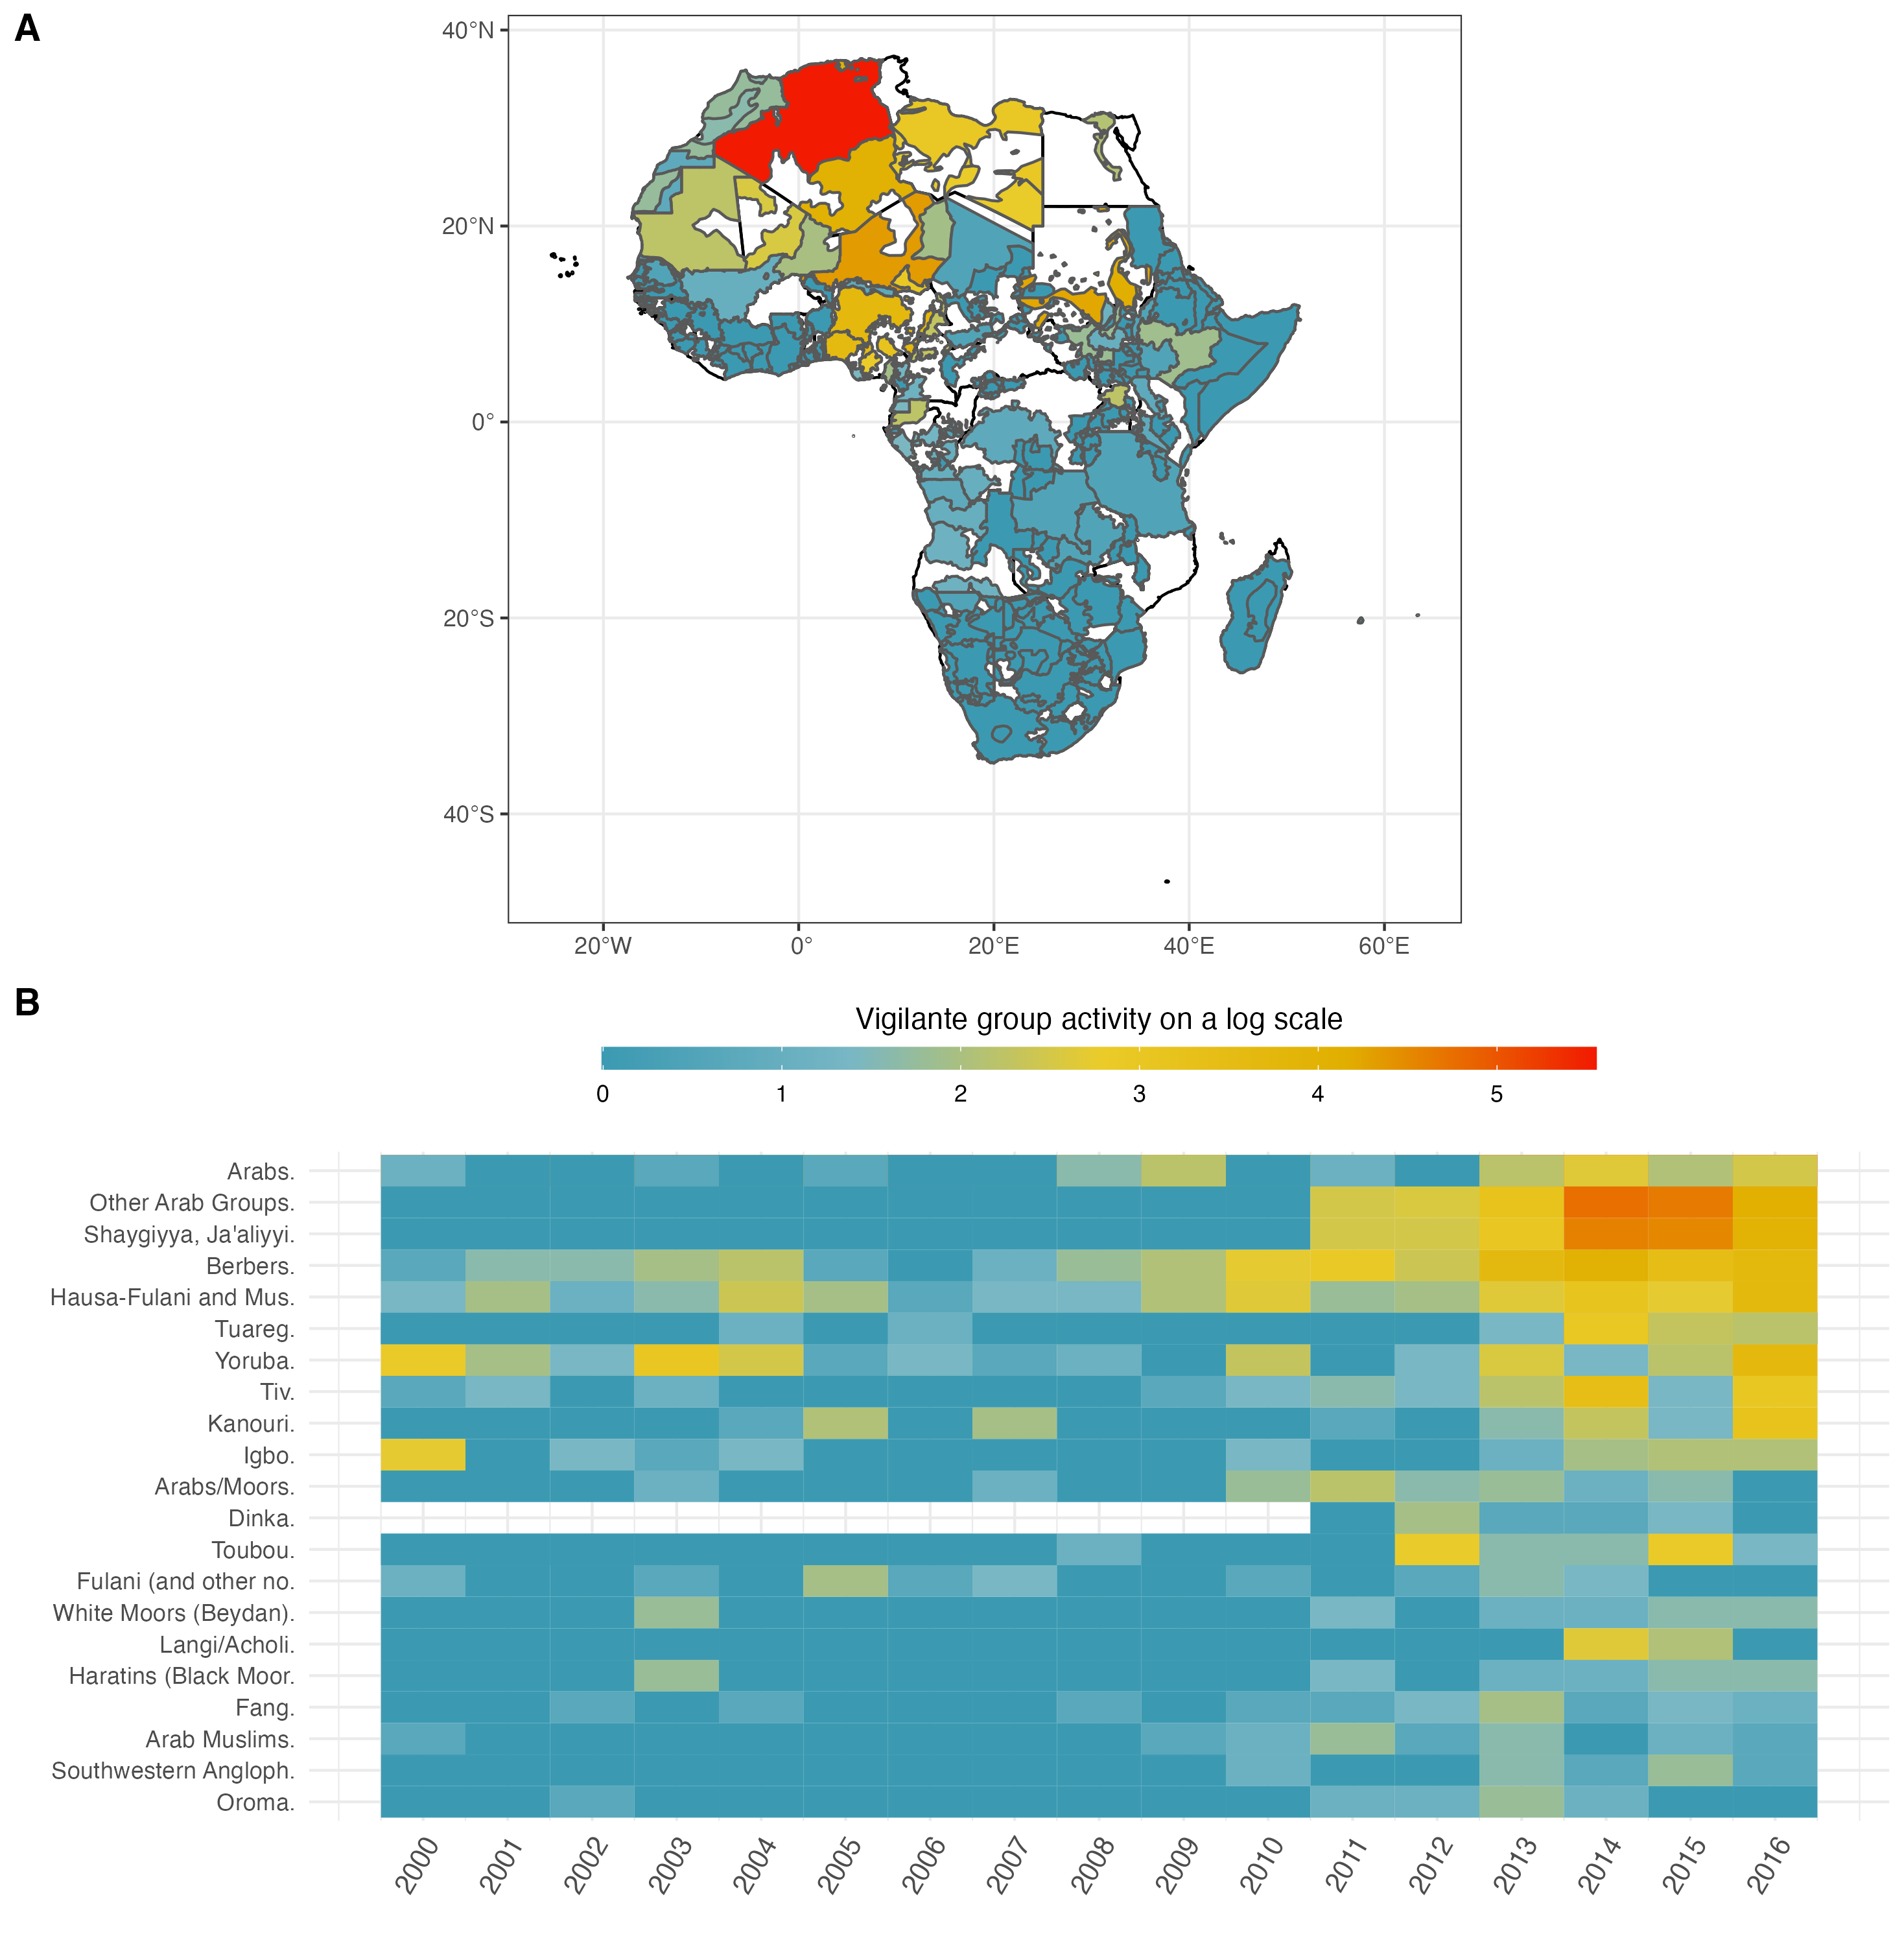 A
40°N
20°N
0°
20°S
40°S
20°W 0° 20°E 40°E 60°E
B
Vigilante group activity on a log scale
0 1 2 3 4 5
Arabs.
Other Arab Groups.
Shaygiyya, Ja'aliyyi.
Berbers.
Hausa-Fulani and Mus.
Tuareg.
Yoruba.
Tiv.
Kanouri.
Igbo.
Arabs/Moors.
Dinka.
Toubou.
Fulani (and other no.
White Moors (Beydan).
Langi/Acholi.
Haratins (Black Moor.
Fang.
Arab Muslims.
Southwestern Angloph.
Oroma.
2000 2001 2002 2003 2004 2005 2006 2007 2008 2009 2010 2011 2012 2013 2014 2015 2016